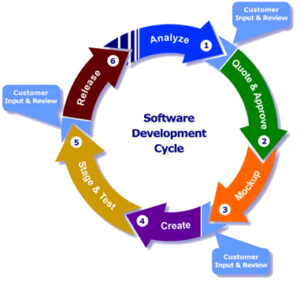 Customer
Input & Review
Analyze
1
Quote & Approve
2
Mockup
3
Customer
Input & Review
Create
4
Stage & Test
5
Customer
Input & Review
Release
6
Software
Development
Cycle